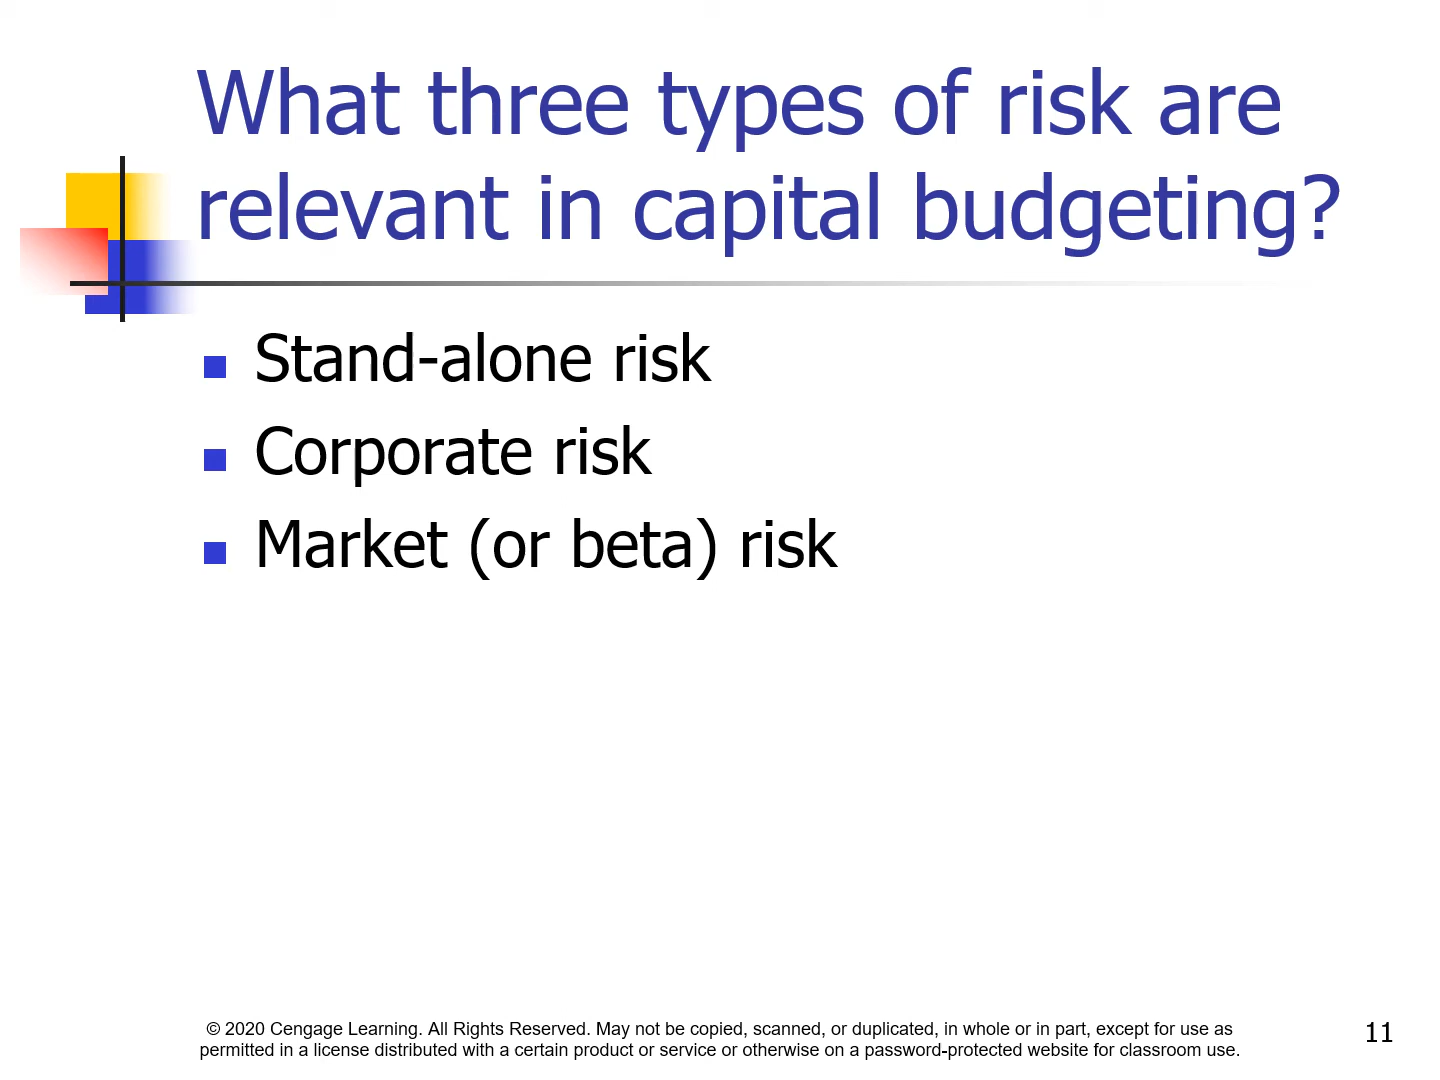 What three types of risk are
relevant in capital budgeting?
Stand-alone risk
Corporate risk
Market (or beta) risk
© 2020 Cengage Learning. All Rights Reserved. May not be copied, scanned, or duplicated, in whole or in part, except for use as
permitted in a license distributed with a certain product or service or otherwise on a password-protected website for classroom use.
11